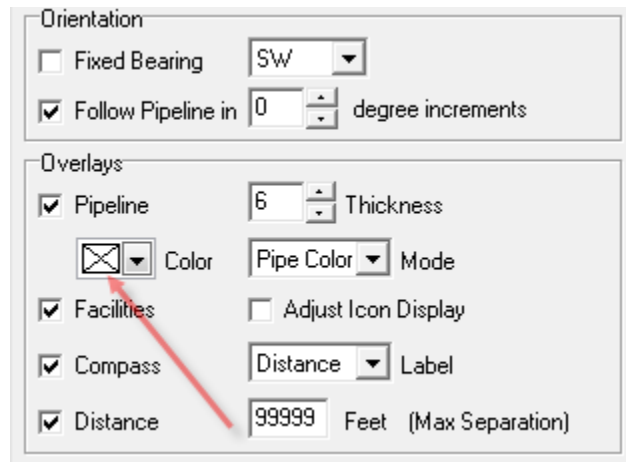 Orientation
Fixed Bearing SW
Follow Pipeline in 0 degree increments
Overlays
Pipeline 6 Thickness
Color Pipe Color Mode
Facilities Adjust Icon Display
Compass Distance Label
Distance 99999 Feet (Max Separation)